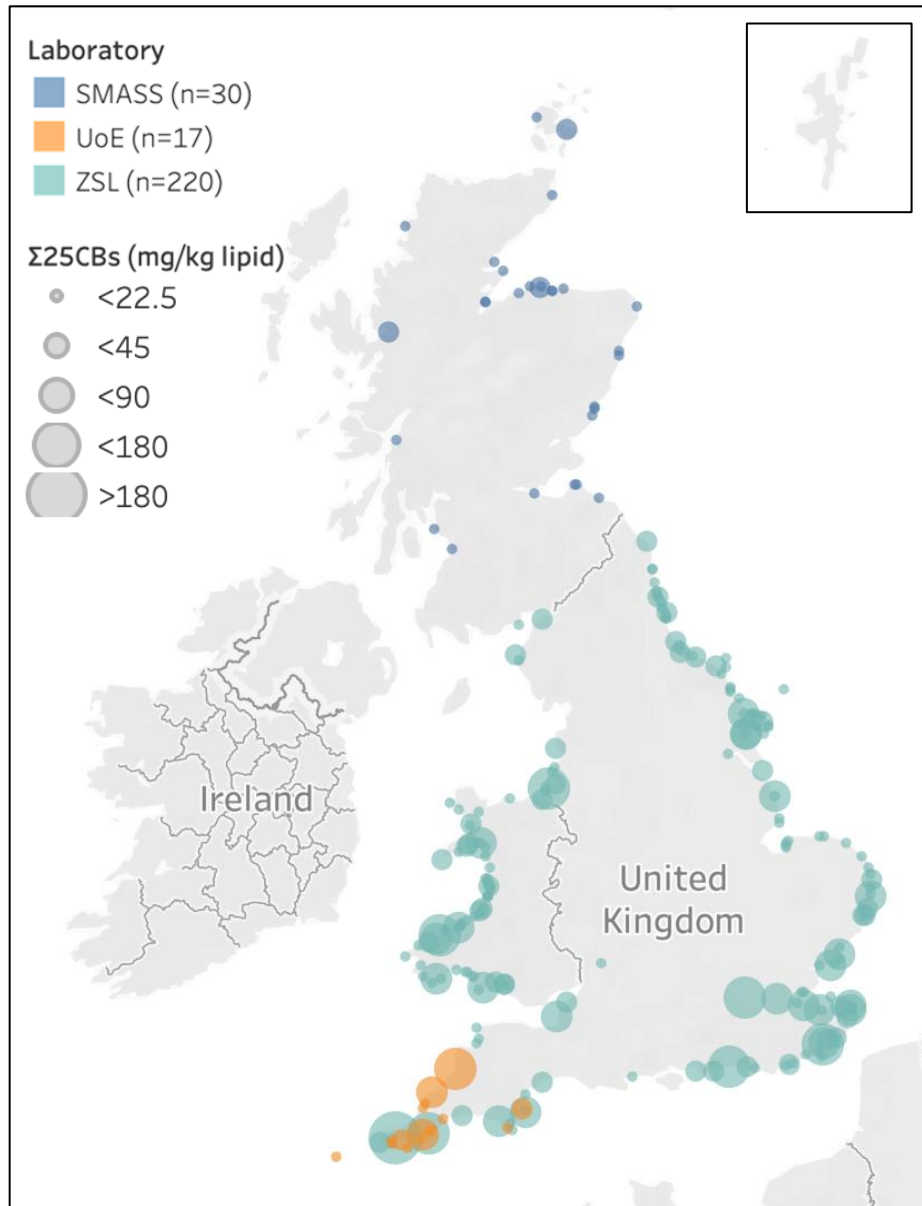 Laboratory
SMASS (n=30)
UoE (n=17)
ZSL (n=220)
Σ25CBs (mg/kg lipid)
<22.5
<45
<90
<180
>180
Ireland
United
Kingdom